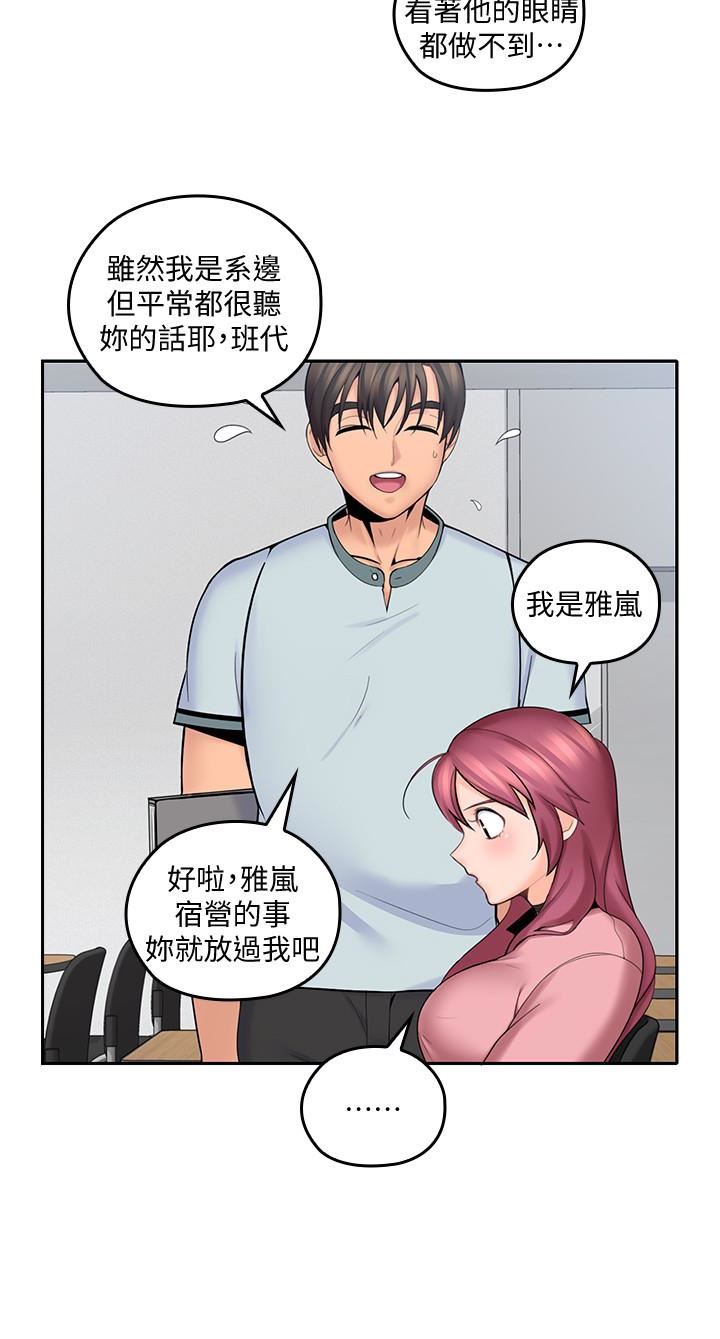 看著他的眼睛
都做不到⋯
雖然我是系邊
但平常都很聽
妳的話耶，班代
我是雅嵐
好啦，雅嵐
宿營的事
妳就放過我吧
⋯⋯